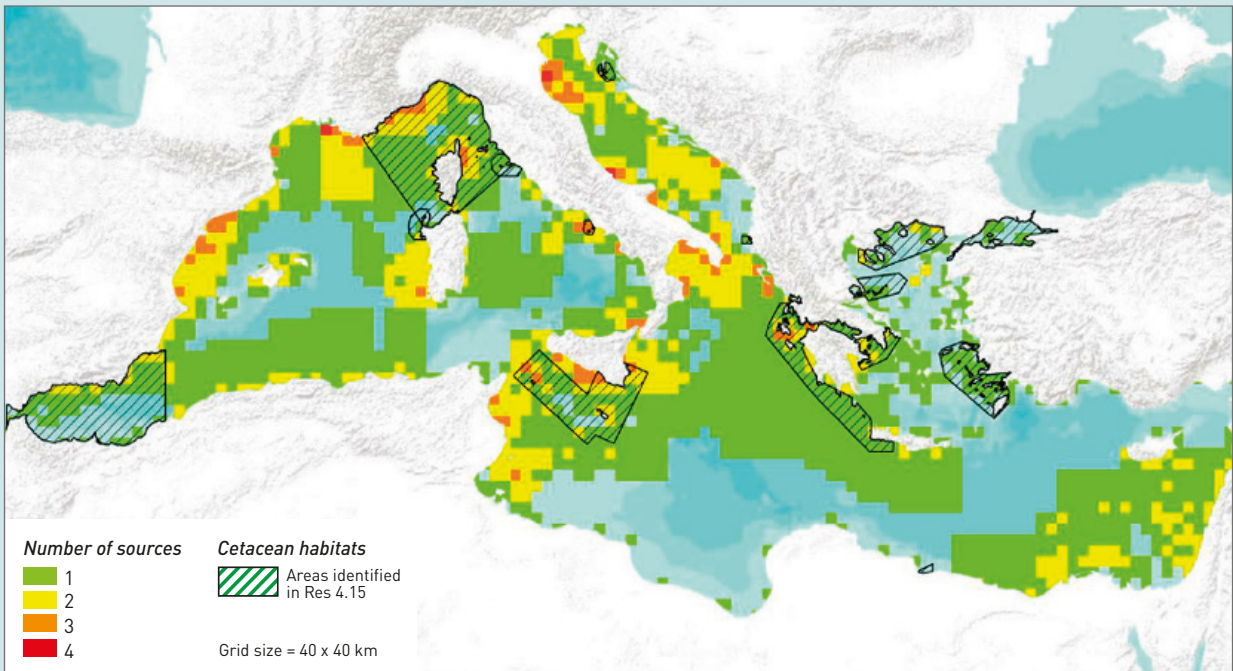 Number of sources
1
2
3
4
Cetacean habitats
Areas identified
in Res 4.15
Grid size = 40 x 40 km